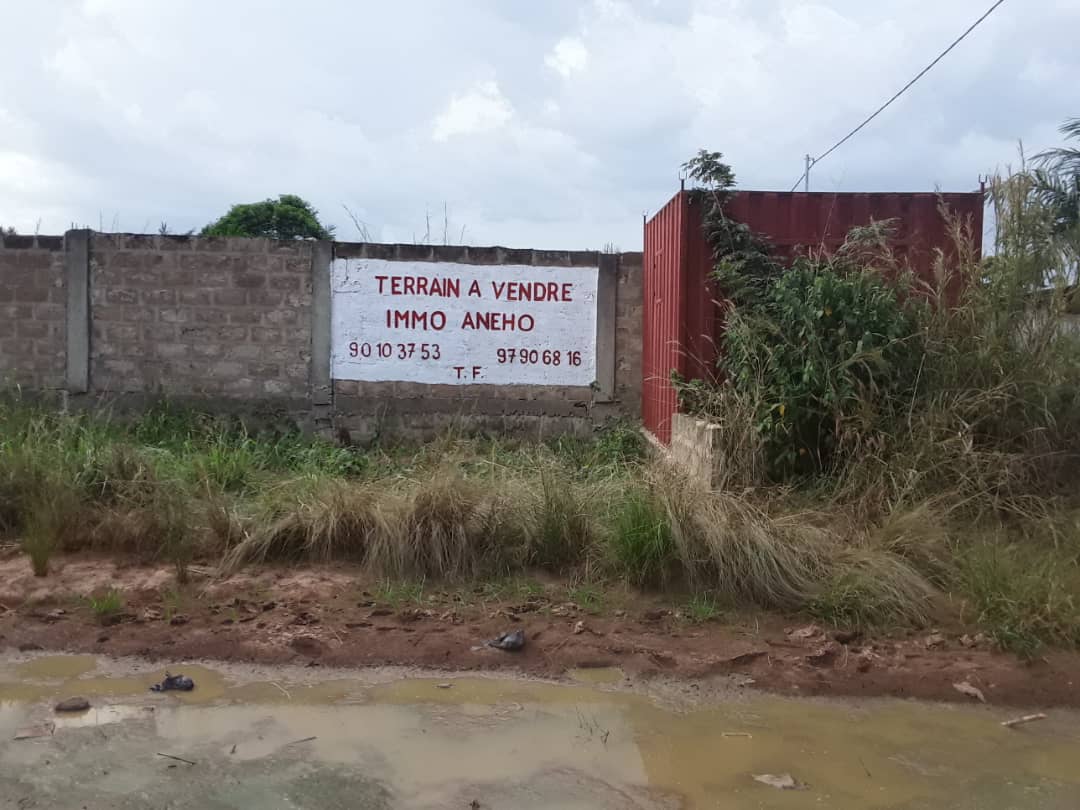 TERRAIN A VENDRE
IMMO ANEHO
90 10 37 53 97 90 68 16
T. F.